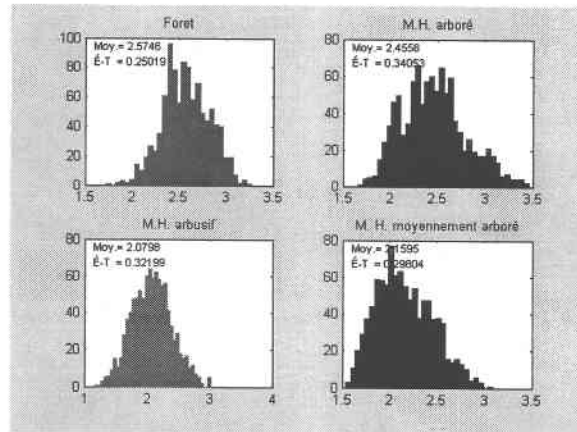 Foret
100
80
60
40
20
0
Moy.= 2.5746
É-T = 0.25019
1.5 2 2.5 3 3.5
M.H. arboré
80
60
40
20
0
Moy.= 2.4558
É-T = 0.34053
1.5 2 2.5 3 3.5
M.H. arbusif
80
60
40
20
0
Moy.= 2.0798
É-T = 0.32199
1 2 3 4
M. H. moyennement arboré
80
60
40
20
0
Moy.= 2.1595
É-T = 0.29804
1.5 2 2.5 3 3.5